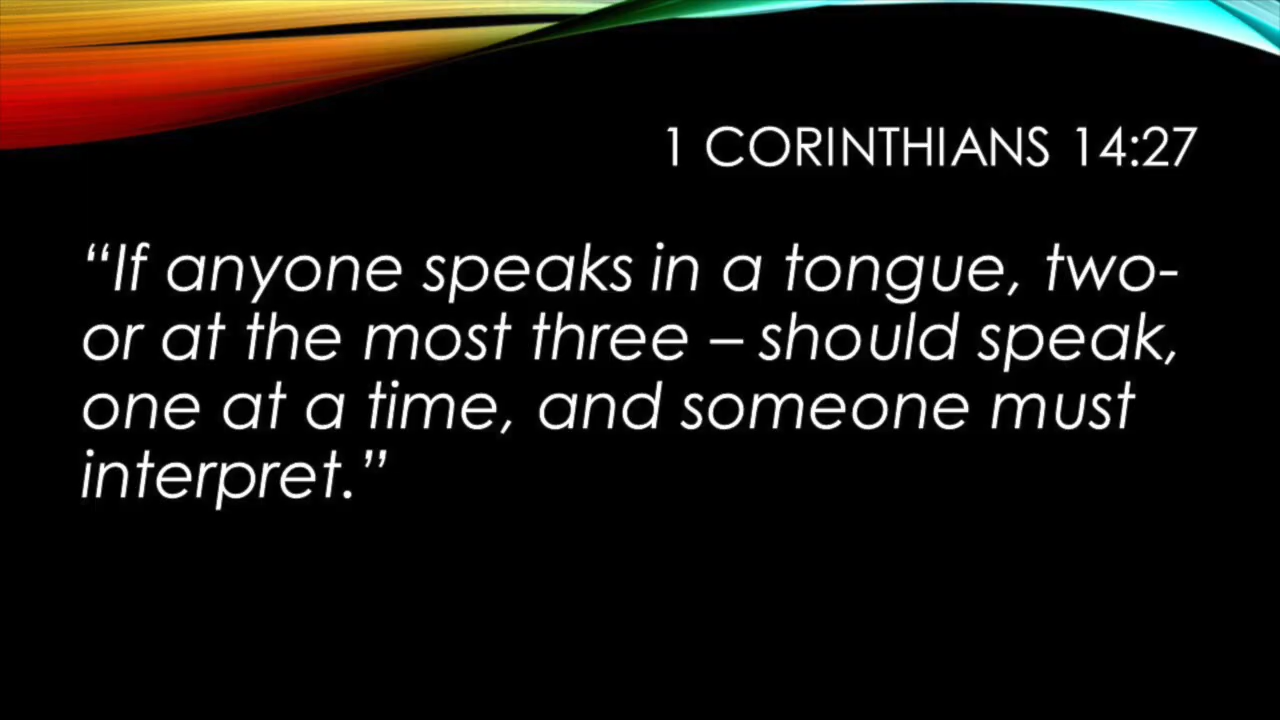 1 CORINTHIANS 14:27
“If anyone speaks in a tongue, two-
or at the most three – should speak,
one at a time, and someone must
interpret.”